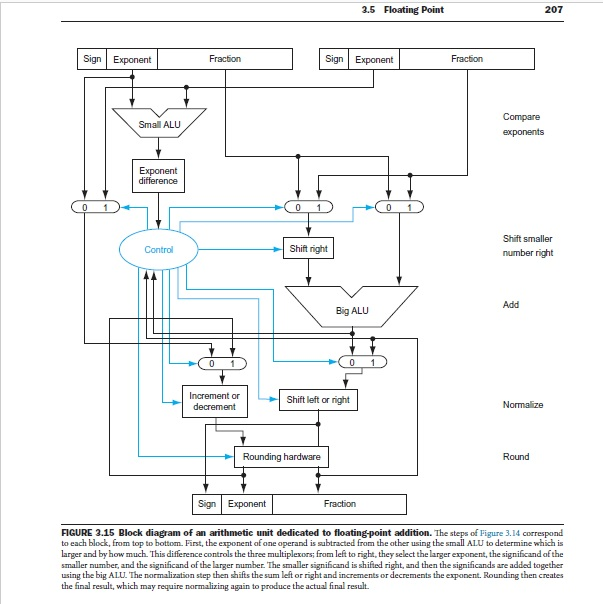 3.5 Floating Point 207
Sign Exponent Fraction Sign Exponent Fraction
Compare
exponents
Small ALU
Exponent
difference
0 1 0 1 0 1
Control
Shift right
Shift smaller
number right
Big ALU
Add
0 1 0 1
Increment or
decrement
Shift left or right
Normalize
Rounding hardware
Round
Sign Exponent Fraction
FIGURE 3.15 Block diagram of an arithmetic unit dedicated to floating-point addition. The steps of Figure 3.14 correspond
to each block, from top to bottom. First, the exponent of one operand is subtracted from the other using the small ALU to determine which is
larger and by how much. This difference controls the three multiplexors; from left to right, they select the larger exponent, the significand of the
smaller number, and the significand of the larger number. The smaller significand is shifted right, and then the significands are added together
using the big ALU. The normalization step then shifts the sum left or right and increments or decrements the exponent. Rounding then creates
the final result, which may require normalizing again to produce the actual final result.